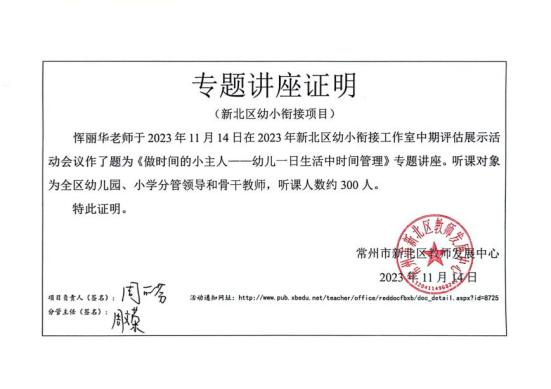 专题讲座证明
（新北区幼小衔接项目）
恽丽华老师于 2023 年 11 月 14 日在 2023 年新北区幼小衔接工作室中期评估展示活
动会议作了题为《做时间的小主人——幼儿一日生活中时间管理》专题讲座。听课对象
为全区幼儿园、小学分管领导和骨干教师，听课人数约 300 人。
特此证明。
常州市新北区教师发展中心
2023 年 11 月 14 日
项目负责人（签名）：
活动通知网址：http://www.pub.xbedu.net/teacher/office/reddocfbxb/doc_detail.aspx?id=8725
分管主任（签名）：